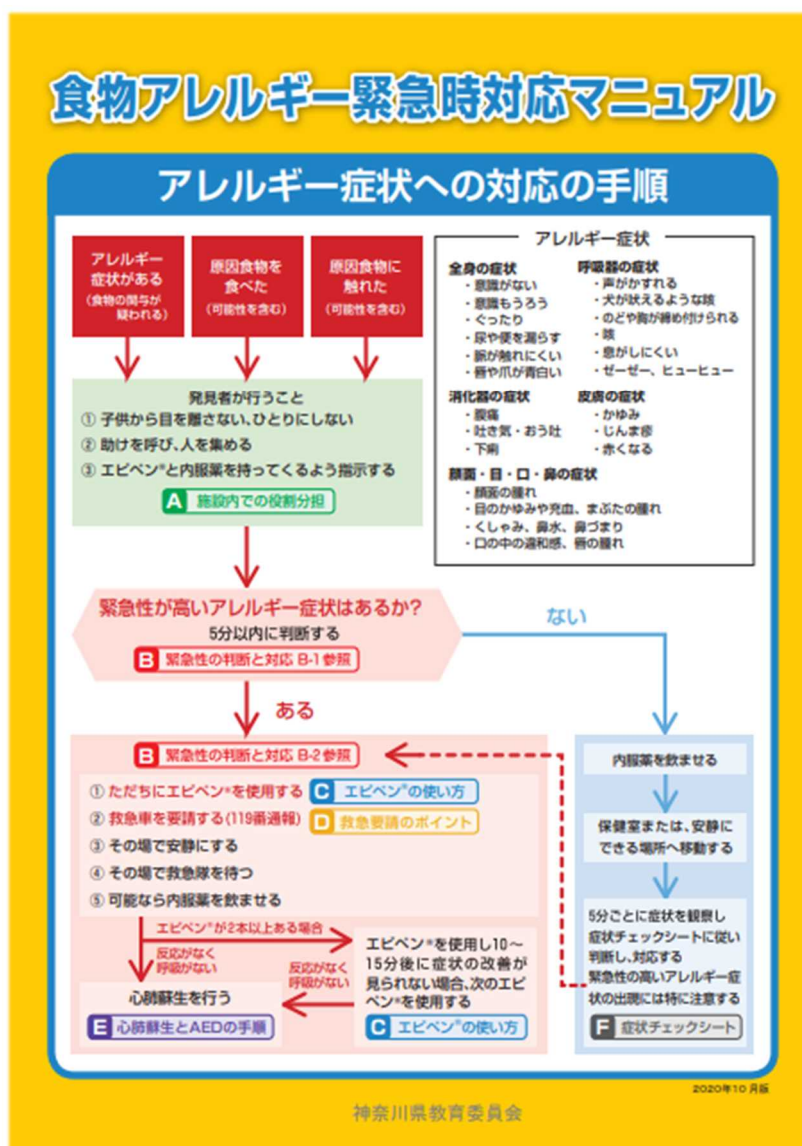 食物アレルギー緊急時対応マニュアル
アレルギー症状への対応の手順
アレルギー
症状がある
(食物の関与が
疑われる)
原因食物を
食べた
(可能性を含む)
原因食物に
触れた
(可能性を含む)
アレルギー症状
全身の症状
・意識がない
・意識もうろう
・ぐったり
・尿や便を漏らす
・脈が触れにくい
・唇や爪が青白い
呼吸器の症状
・声がかすれる
・犬が吠えるような咳
・のどや胸が締め付けられる
・咳
・息がしにくい
・ゼーゼー、ヒューヒュー
消化器の症状
・腹痛
・吐き気・おう吐
・下痢
皮膚の症状
・かゆみ
・じんま疹
・赤くなる
顔面・目・口・鼻の症状
・顔面の腫れ
・目のかゆみや充血、まぶたの腫れ
・くしゃみ、鼻水、鼻づまり
・口の中の違和感、唇の腫れ
発見者が行うこと
① 子供から目を離さない、ひとりにしない
② 助けを呼び、人を集める
③ エピペン®と内服薬を持ってくるよう指示する
A 施設内での役割分担
緊急性が高いアレルギー症状はあるか?
5分以内に判断する
B 緊急性の判断と対応 B-1参照
ない
ある
B 緊急性の判断と対応 B-2参照
① ただちにエピペン®を使用する
C エピペン®の使い方
② 救急車を要請する(119番通報)
D 救急要請のポイント
③ その場で安静にする
④ その場で救急隊を待つ
⑤ 可能なら内服薬を飲ませる
エピペン®が2本以上ある場合
反応がなく
呼吸がない
エピペン®を使用し10〜
15分後に症状の改善が
見られない場合、次のエピ
ペン®を使用する
C エピペン®の使い方
反応がなく
呼吸がない
心肺蘇生を行う
E 心肺蘇生とAEDの手順
内服薬を飲ませる
保健室または、安静に
できる場所へ移動する
5分ごとに症状を観察し
症状チェックシートに従い
判断し、対応する
緊急性の高いアレルギー症
状の出現には特に注意する
F 症状チェックシート
2020年10月版
神奈川県教育委員会